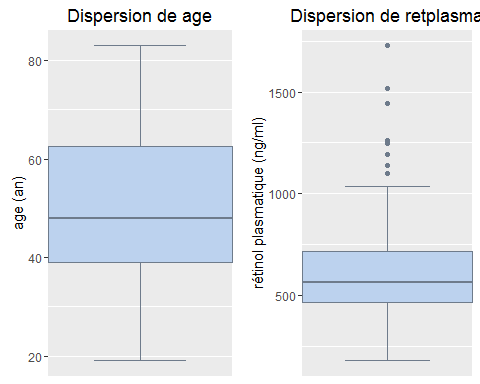 Dispersion de age
80
60
40
20
age (an)
Dispersion de retplasma
1500
1000
500
rétinol plasmatique (ng/ml)